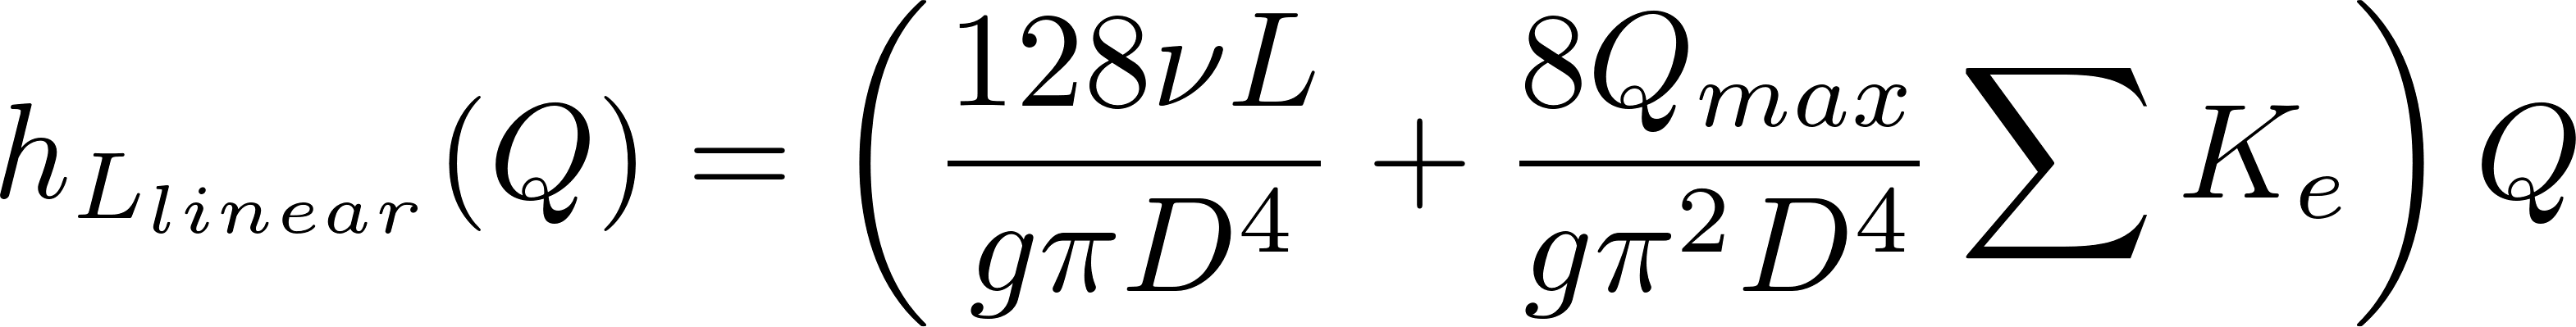 h_{L_{linear}}(Q) = \left( \frac{128\nu L}{g\pi D^4} + \frac{8Q_{max}}{g\pi^2 D^4} \sum K_e \right) Q